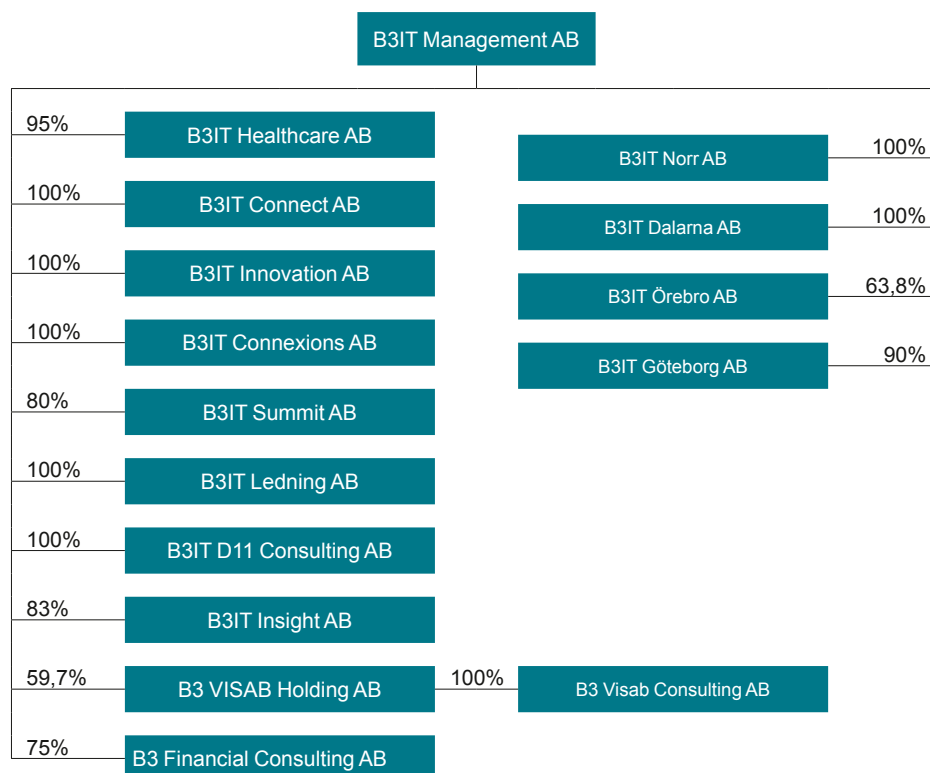 B3IT Management AB
95%
B3IT Healthcare AB
100%
B3IT Connect AB
100%
B3IT Innovation AB
100%
B3IT Connexions AB
80%
B3IT Summit AB
100%
B3IT Ledning AB
100%
B3IT D11 Consulting AB
83%
B3IT Insight AB
59,7%
B3 VISAB Holding AB
100%
B3 Visab Consulting AB
75%
B3 Financial Consulting AB
B3IT Norr AB
100%
B3IT Dalarna AB
100%
B3IT Örebro AB
63,8%
B3IT Göteborg AB
90%